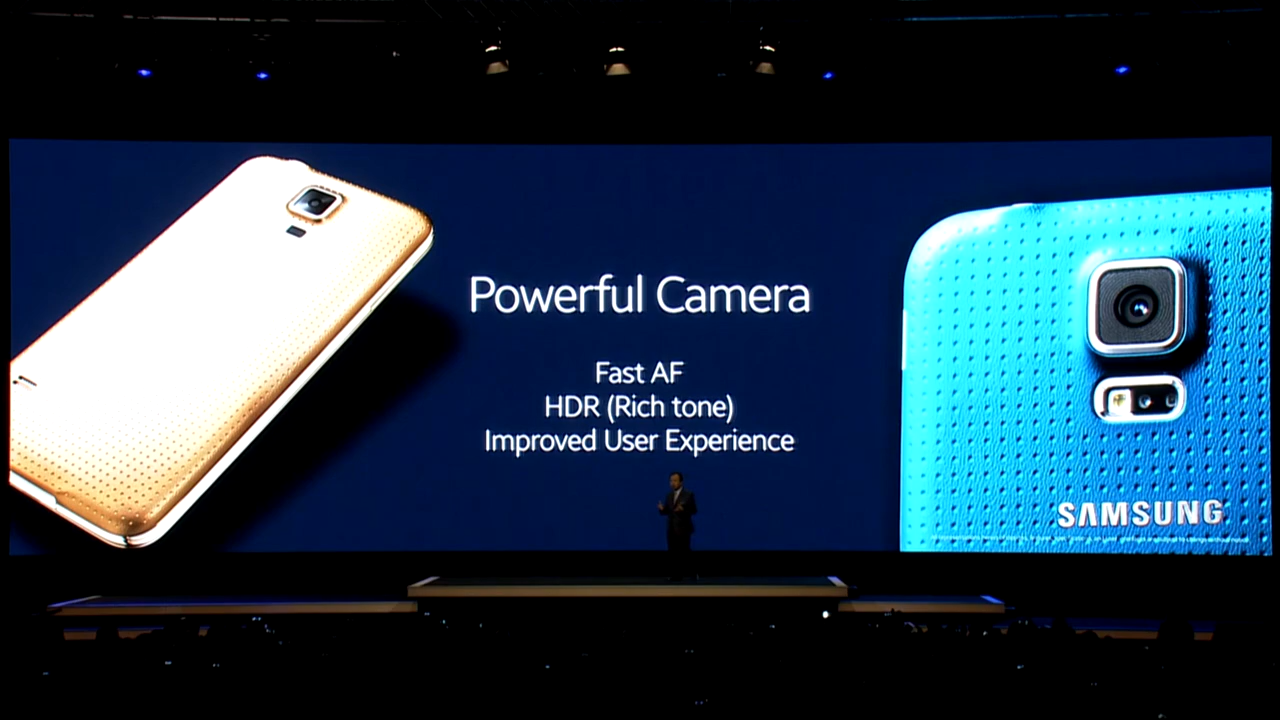 Powerful Camera
Fast AF
HDR (Rich tone)
Improved User Experience
SAMSUNG